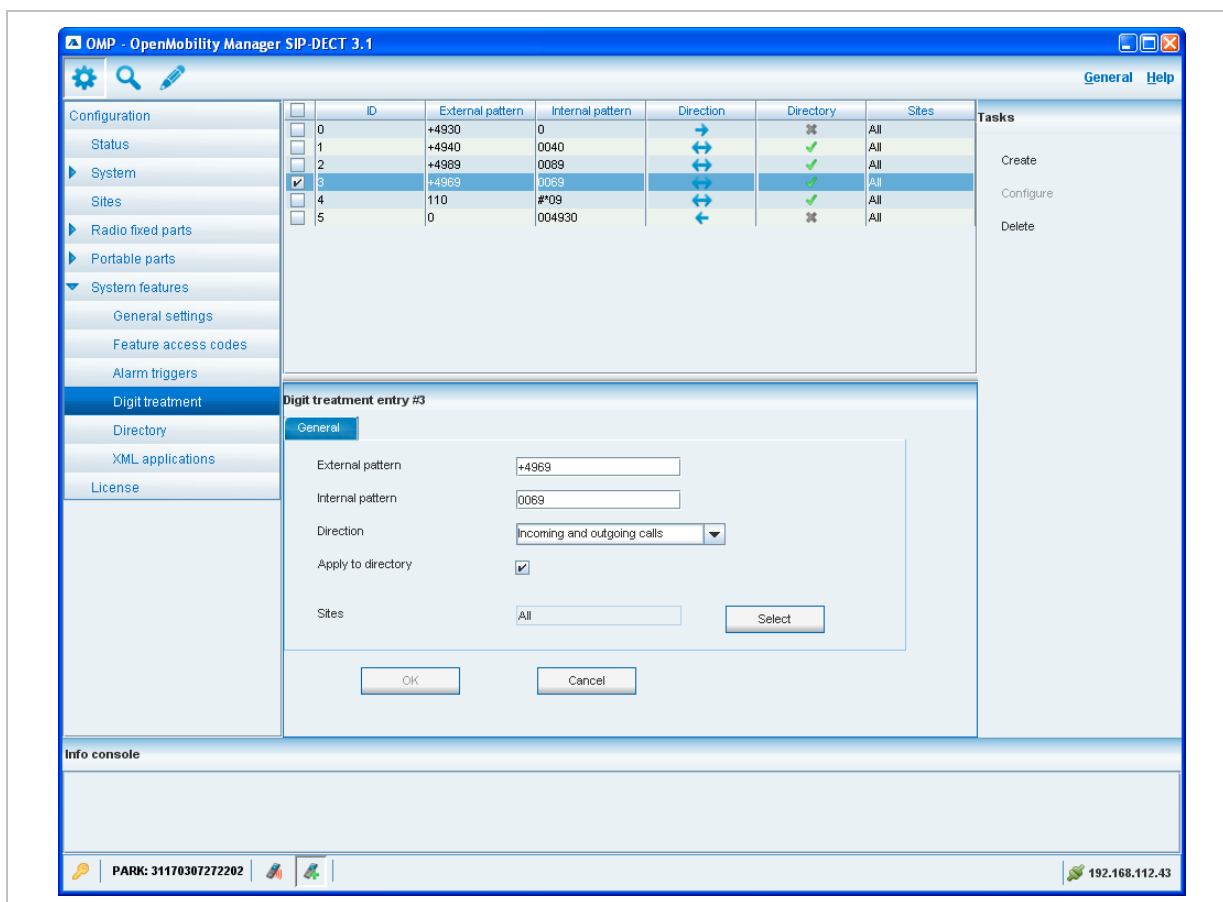 OMP - OpenMobility Manager SIP-DECT 3.1
General Help
Configuration
Status
System
Sites
Radio fixed parts
Portable parts
System features
General settings
Feature access codes
Alarm triggers
Digit treatment
Directory
XML applications
License
ID External pattern Internal pattern Direction Directory Sites
0 +4930 0 All
1 +4940 0040 All
2 +4989 0089 All
3 +4969 0069 All
4 110 #*09 All
5 0 004930 All
Tasks
Create
Configure
Delete
Digit treatment entry #3
General
External pattern +4969
Internal pattern 0069
Direction Incoming and outgoing calls
Apply to directory
Sites All Select
OK Cancel
Info console
PARK: 31170307272202
192.168.112.43